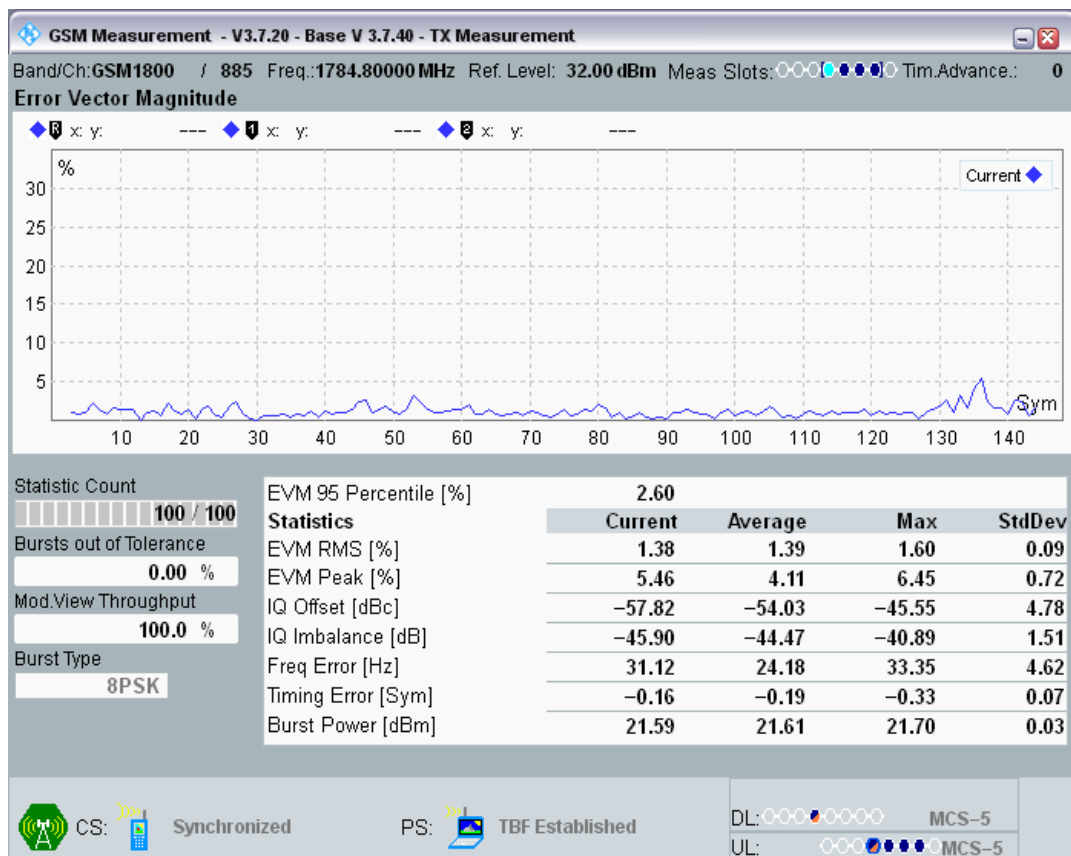 GSM Measurement - V3.7.20 - Base V 3.7.40 - TX Measurement
Band/Ch:GSM1800 / 885 Freq.:1784.80000 MHz Ref. Level: 32.00 dBm Meas Slots: Tim.Advance.: 0
Error Vector Magnitude
R x: y: --- 1 x: y: --- 2 x: y: ---
%
Current
30
25
20
15
10
5
Sym
10 20 30 40 50 60 70 80 90 100 110 120 130 140
Statistic Count
100 / 100
Bursts out of Tolerance
0.00 %
Mod.View Throughput
100.0 %
Burst Type
8PSK
EVM 95 Percentile [%] 2.60
Statistics Current Average Max StdDev
EVM RMS [%] 1.38 1.39 1.60 0.09
EVM Peak [%] 5.46 4.11 6.45 0.72
IQ Offset [dBc] −57.82 −54.03 −45.55 4.78
IQ Imbalance [dB] −45.90 −44.47 −40.89 1.51
Freq Error [Hz] 31.12 24.18 33.35 4.62
Timing Error [Sym] −0.16 −0.19 −0.33 0.07
Burst Power [dBm] 21.59 21.61 21.70 0.03
CS: Synchronized PS: TBF Established
DL: MCS−5
UL: MCS−5